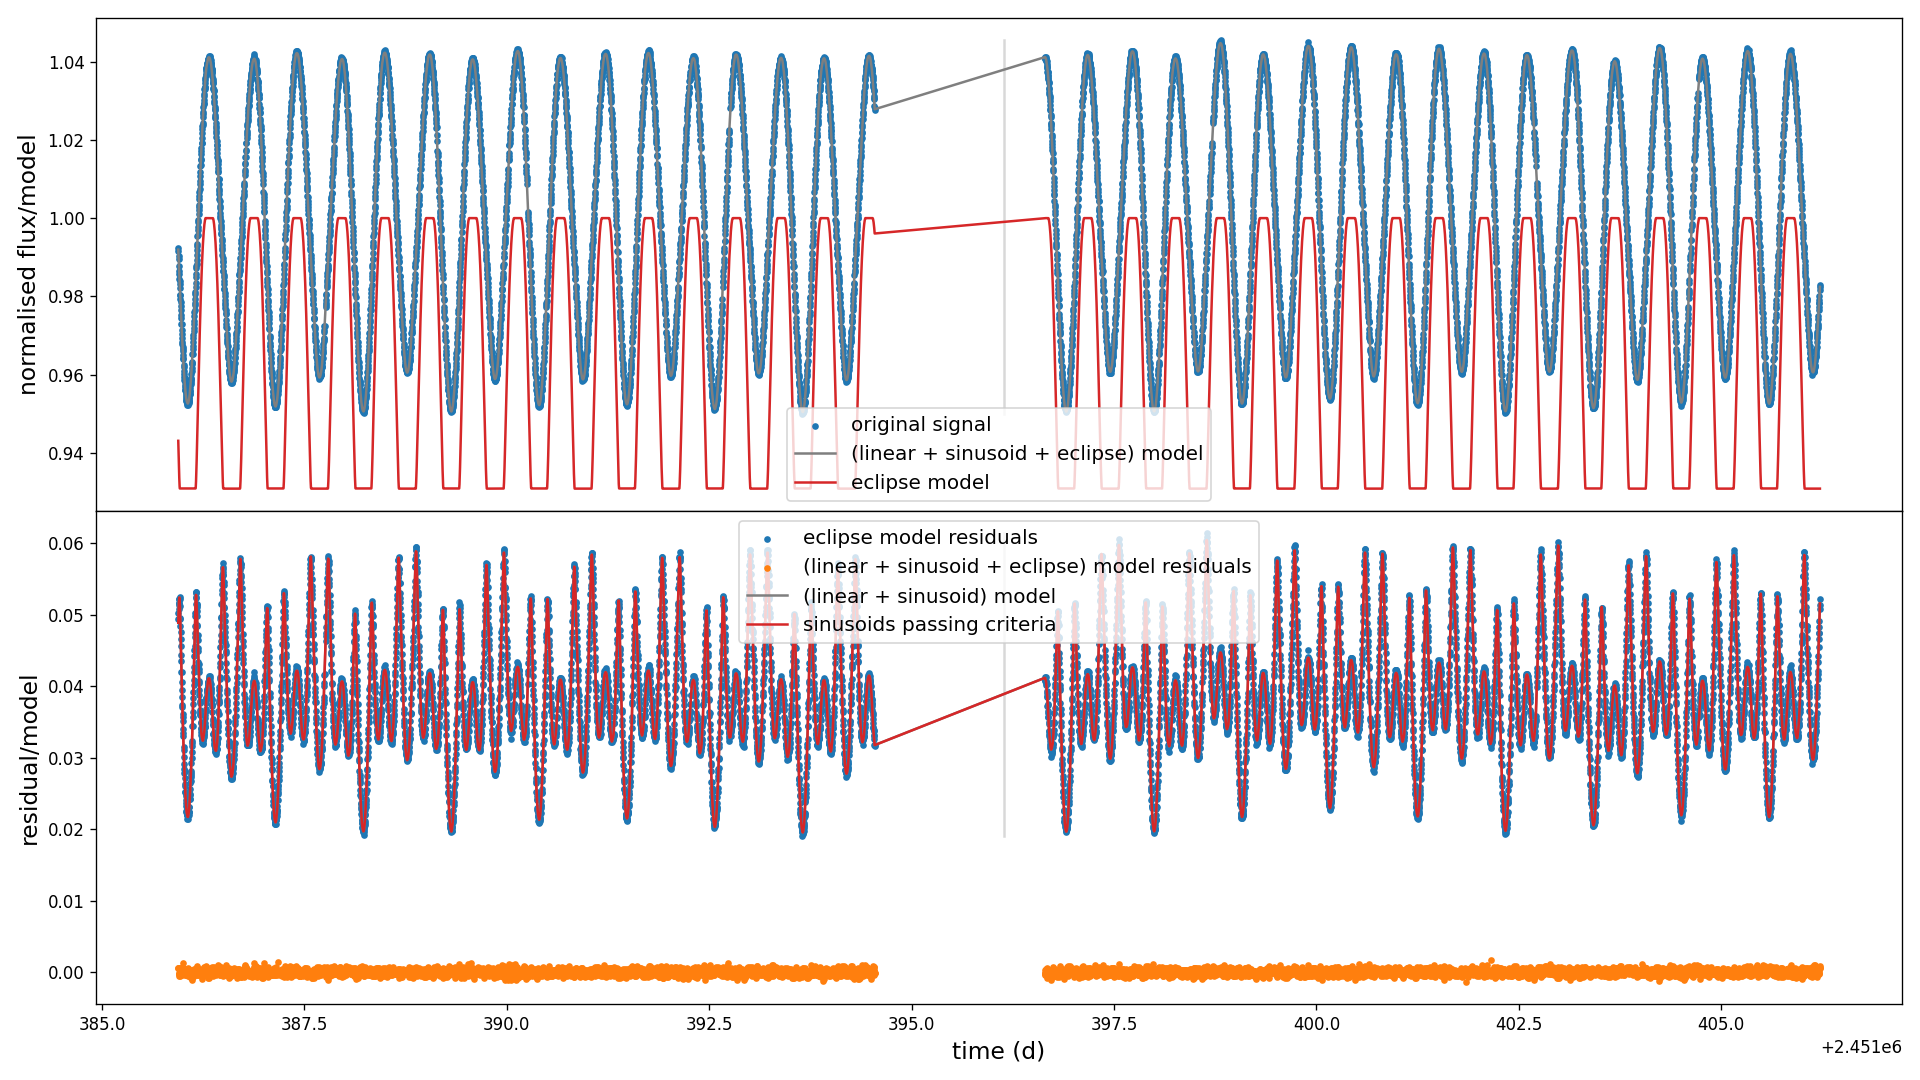 normalised flux/model
1.04
1.02
1.00
0.98
0.96
0.94
original signal
(linear + sinusoid + eclipse) model
eclipse model
residual/model
0.06
0.05
0.04
0.03
0.02
0.01
0.00
eclipse model residuals
(linear + sinusoid + eclipse) model residuals
(linear + sinusoid) model
sinusoids passing criteria
385.0 387.5 390.0 392.5 395.0 397.5 400.0 402.5 405.0
time (d)
+2.451e6